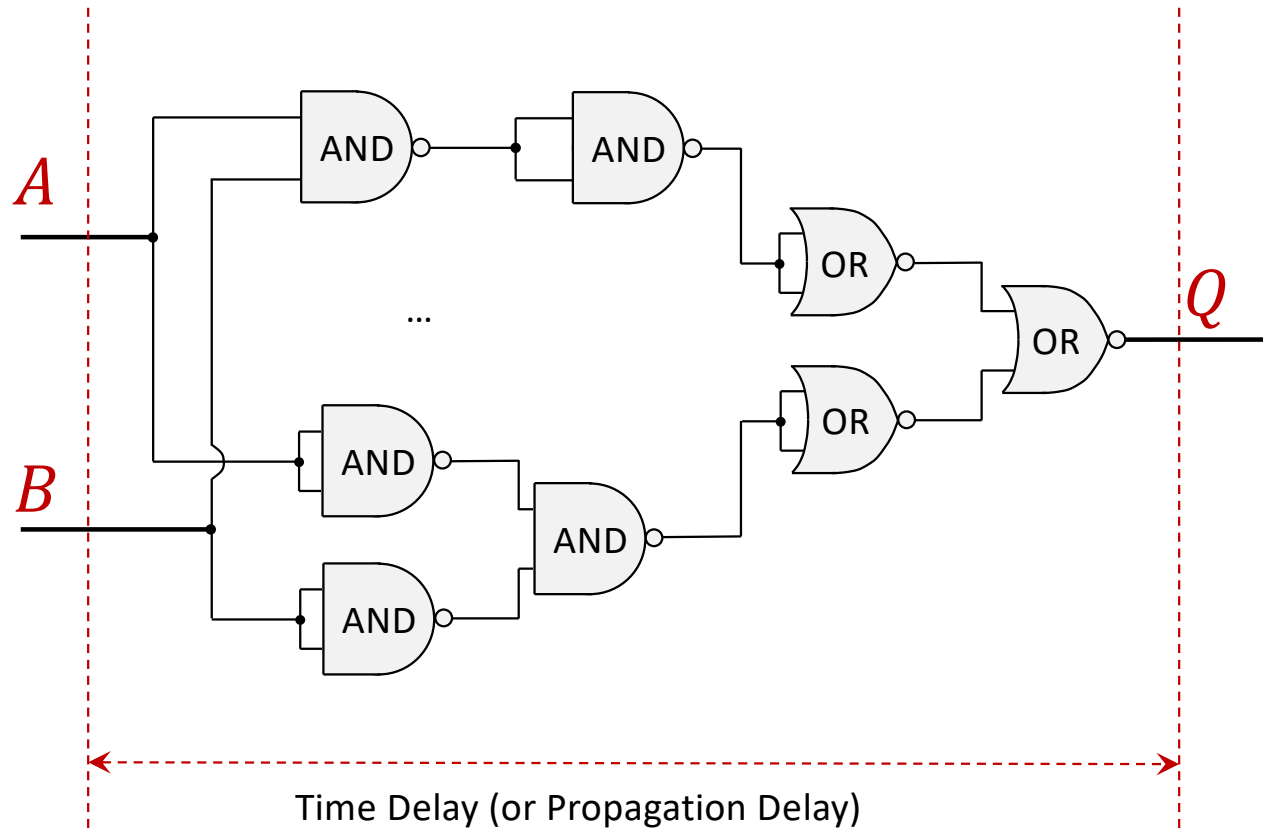 AND
AND
A
OR
Q
...
OR
OR
AND
B
AND
AND
Time Delay (or Propagation Delay)